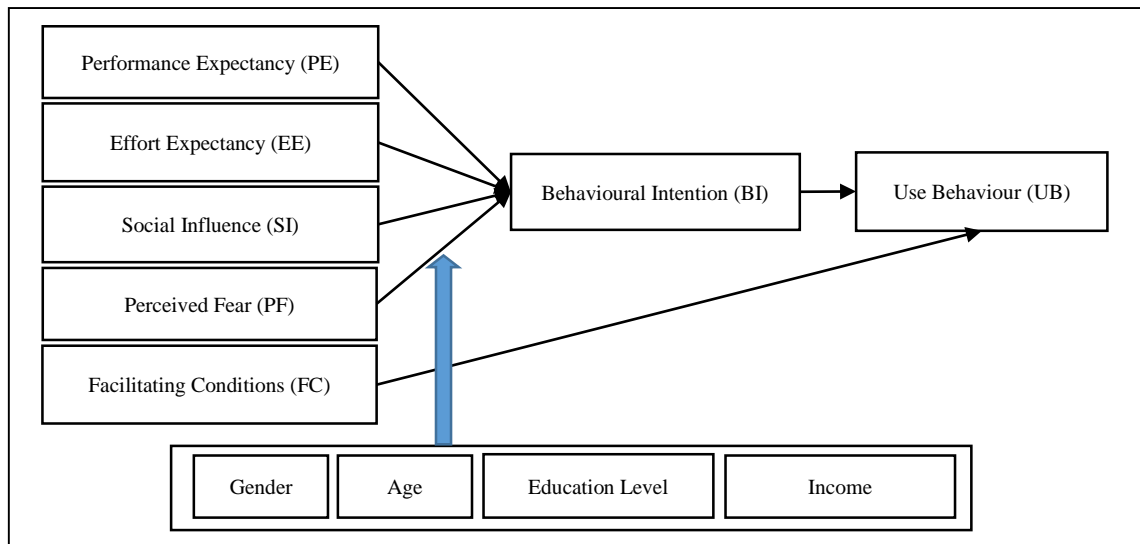 Performance Expectancy (PE)
Effort Expectancy (EE)
Social Influence (SI)
Perceived Fear (PF)
Facilitating Conditions (FC)
Behavioural Intention (BI)
Use Behaviour (UB)
Gender
Age
Education Level
Income